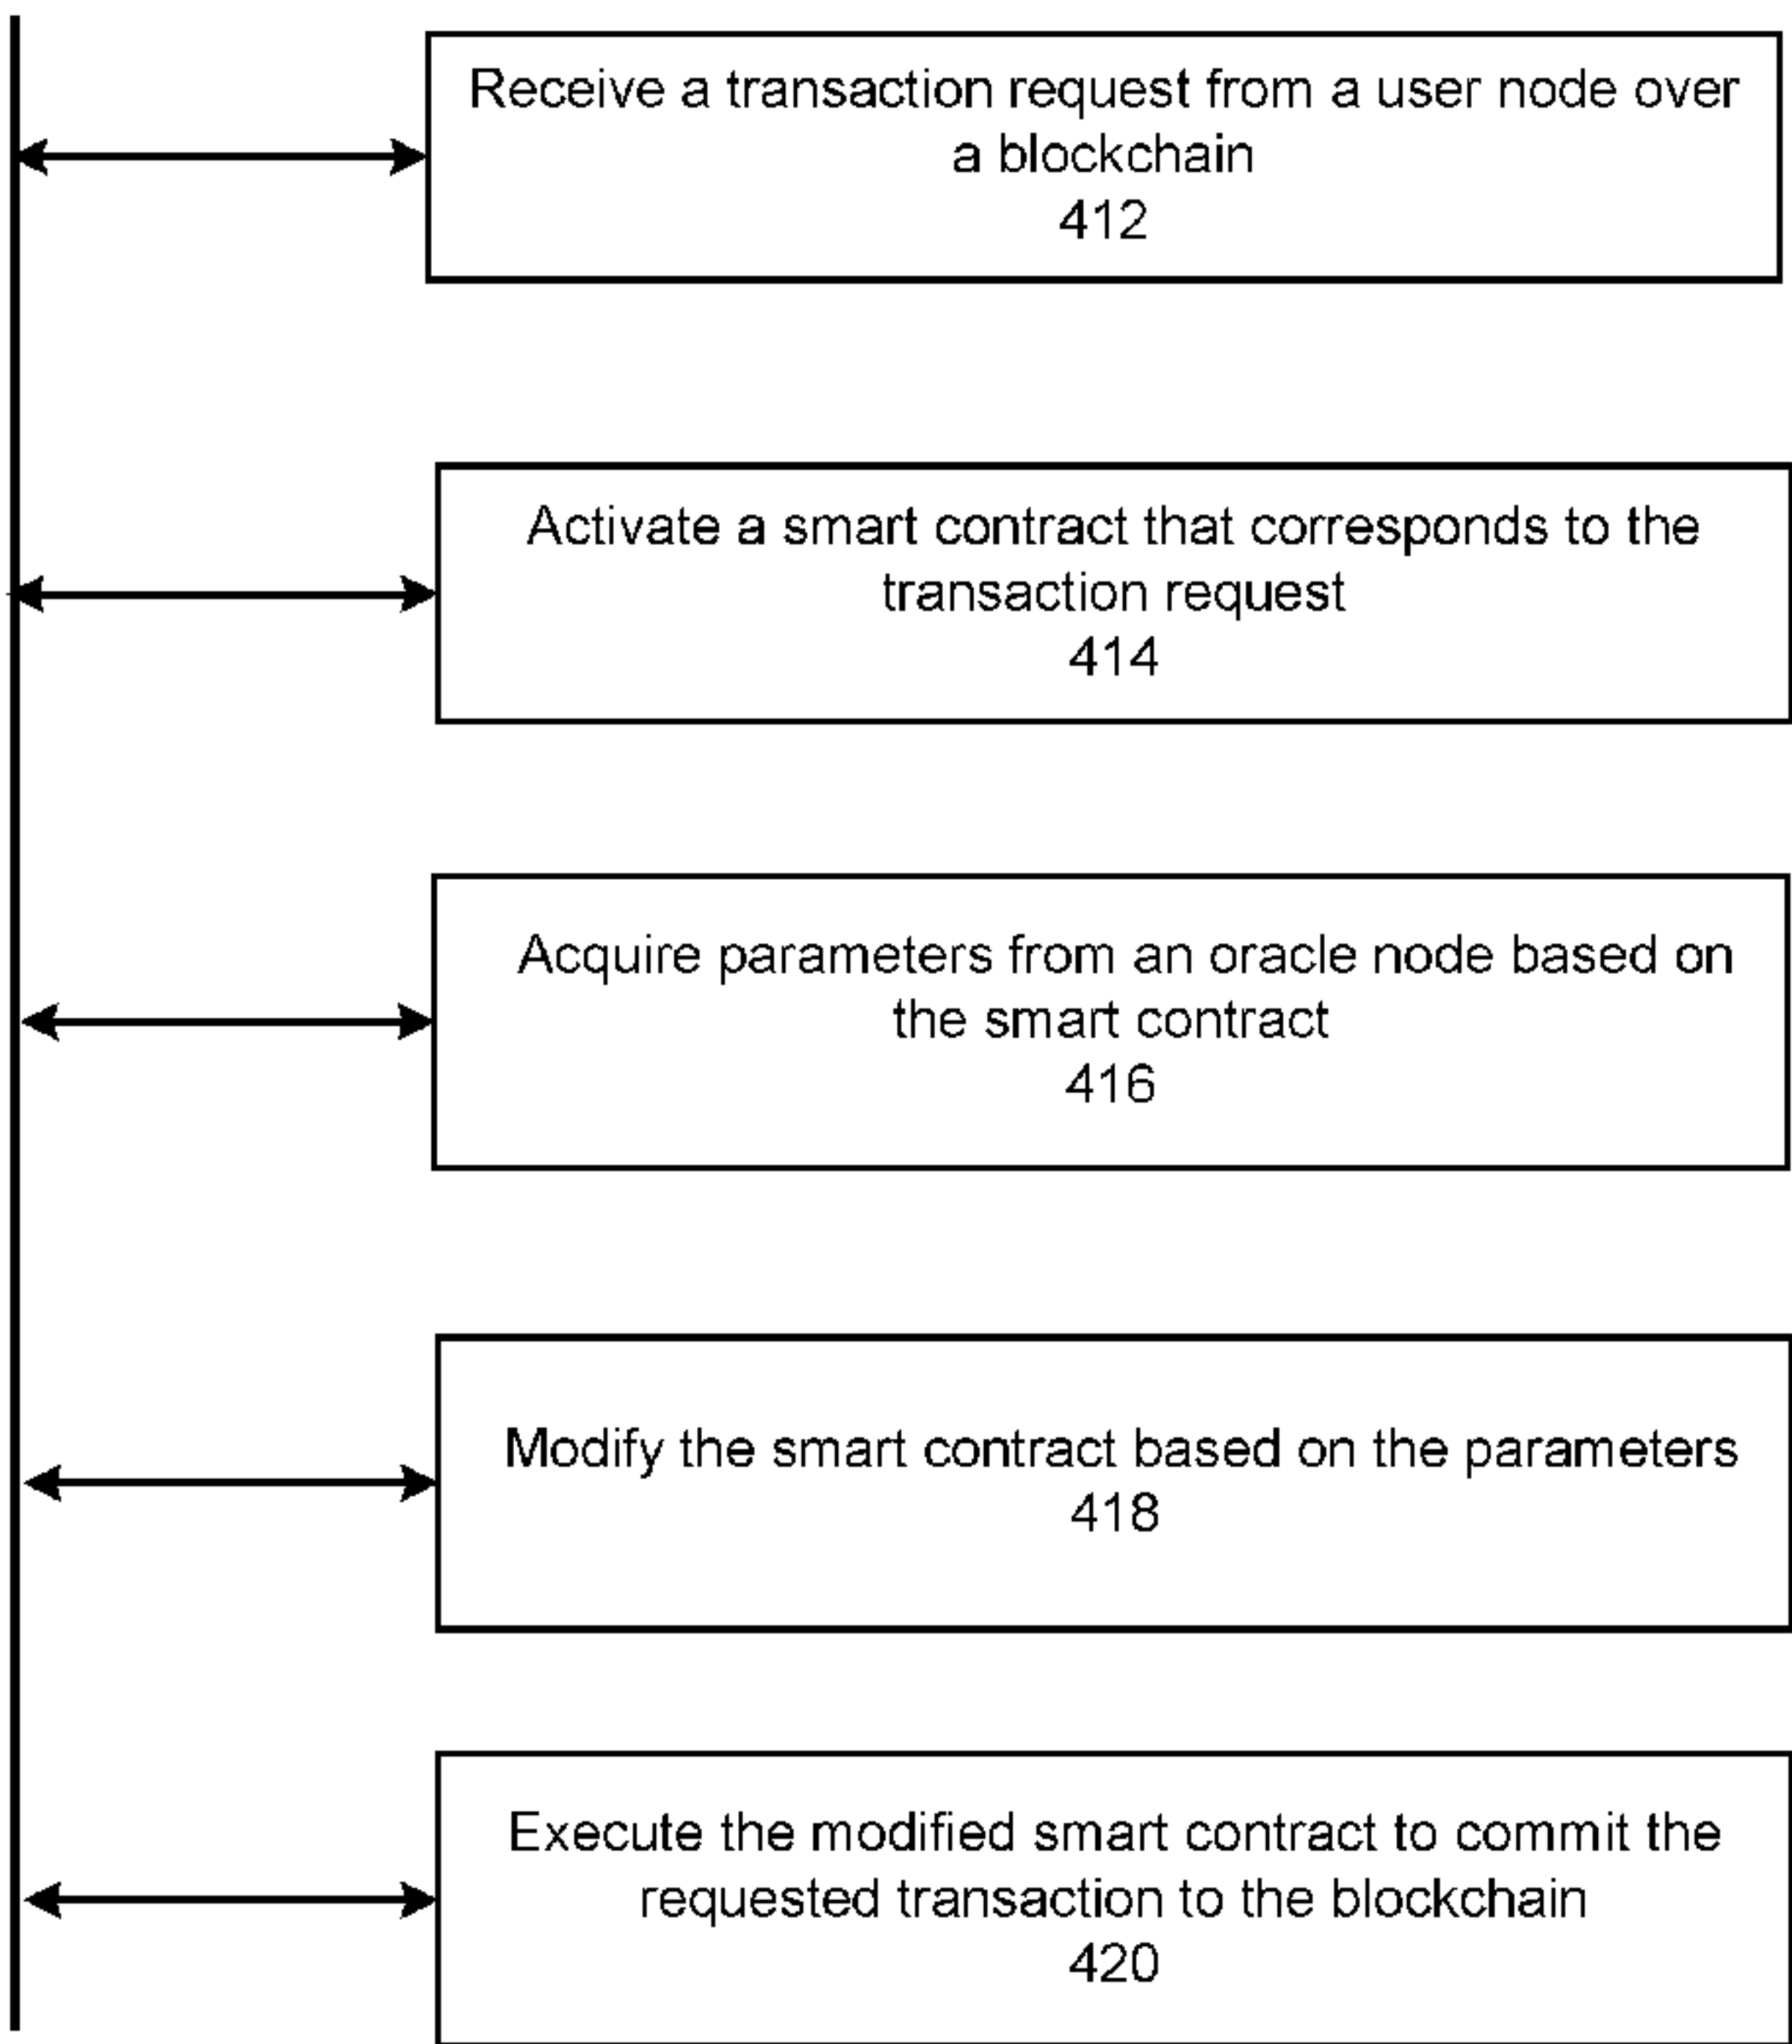 Receive a transaction request from a user node over
a blockchain
412
Activate a smart contract that corresponds to the
transaction request
414
Acquire parameters from an oracle node based on
the smart contract
416
Modify the smart contract based on the parameters
418
Execute the modified smart contract to commit the
requested transaction to the blockchain
420